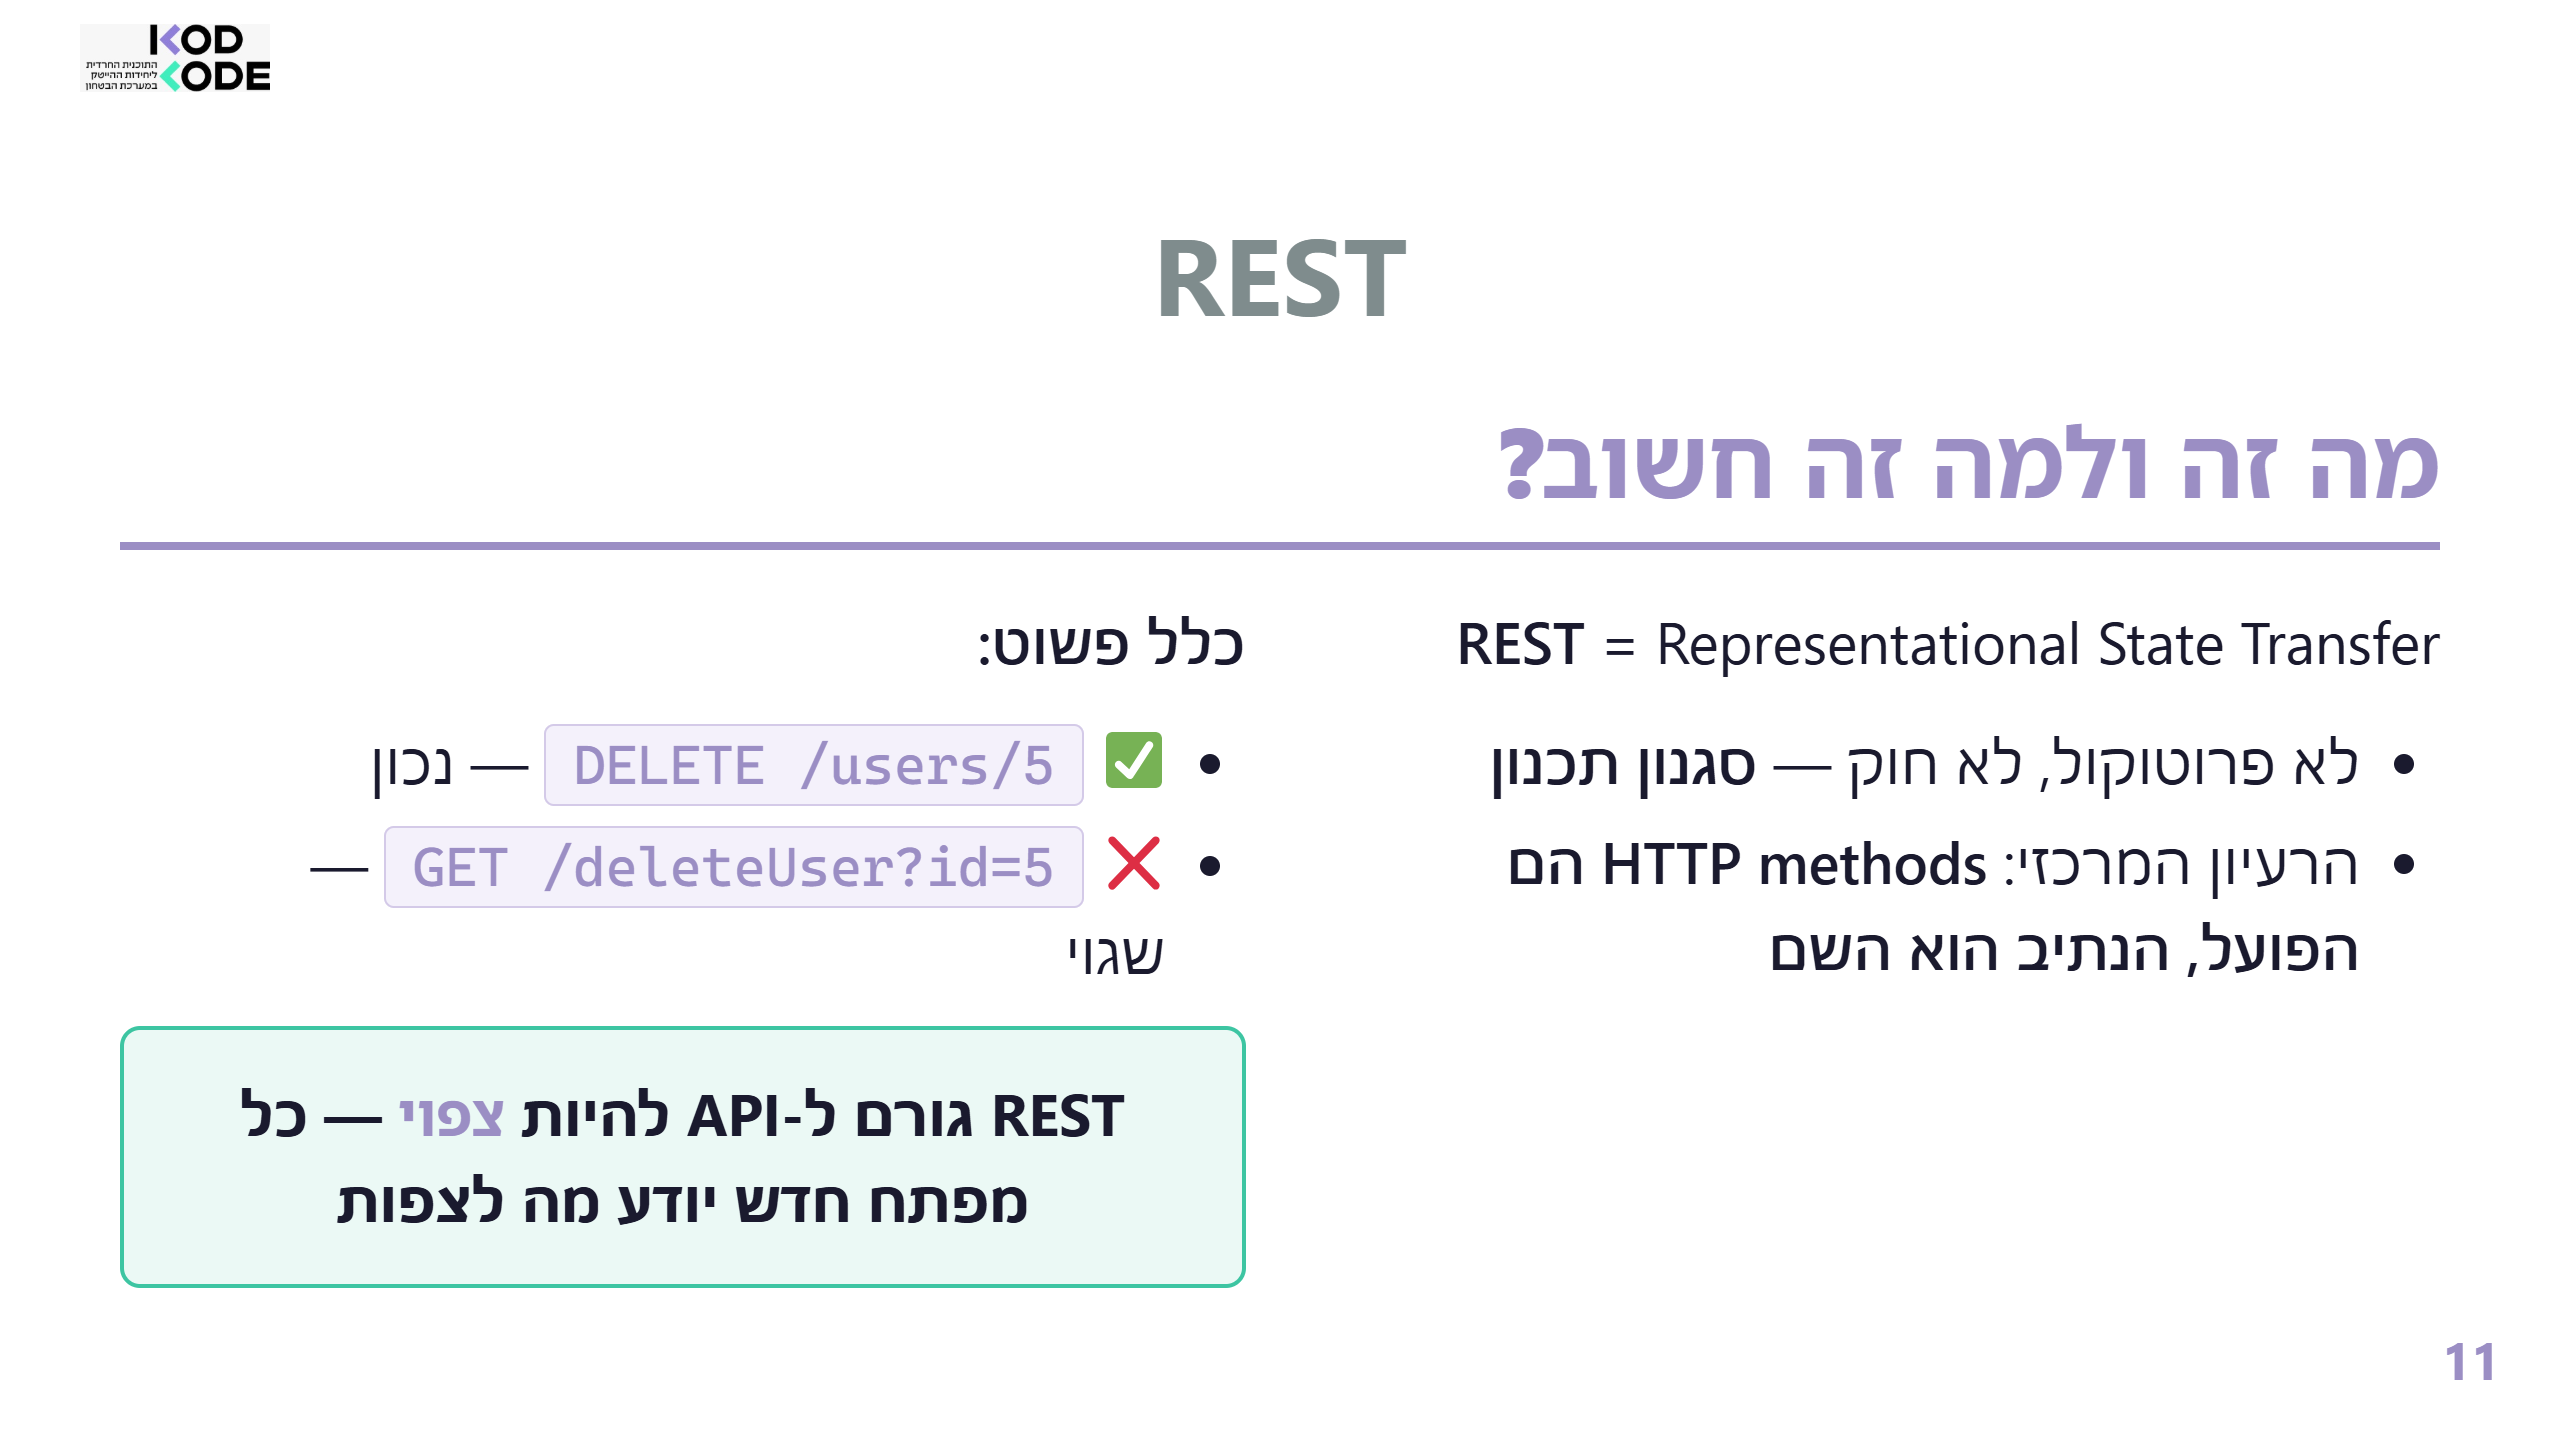 KOD
KODE
התוכנית החרדית
ליחידות ההייטק
במערכת הבטחון
REST
מה זה ולמה זה חשוב?
REST = Representational State Transfer
• לא פרוטוקול, לא חוק — סגנון תכנון
• הרעיון המרכזי: HTTP methods הם
הפועל, הנתיב הוא השם
כלל פשוט:
• ✅ DELETE /users/5 — נכון
• ❌ GET /deleteUser?id=5 —
שגוי
REST גורם ל-API להיות צפוי — כל
מפתח חדש יודע מה לצפות
11